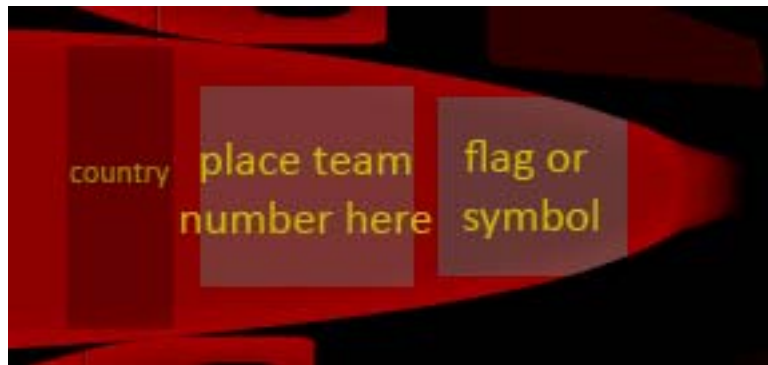 country
place team
number here
flag or
symbol